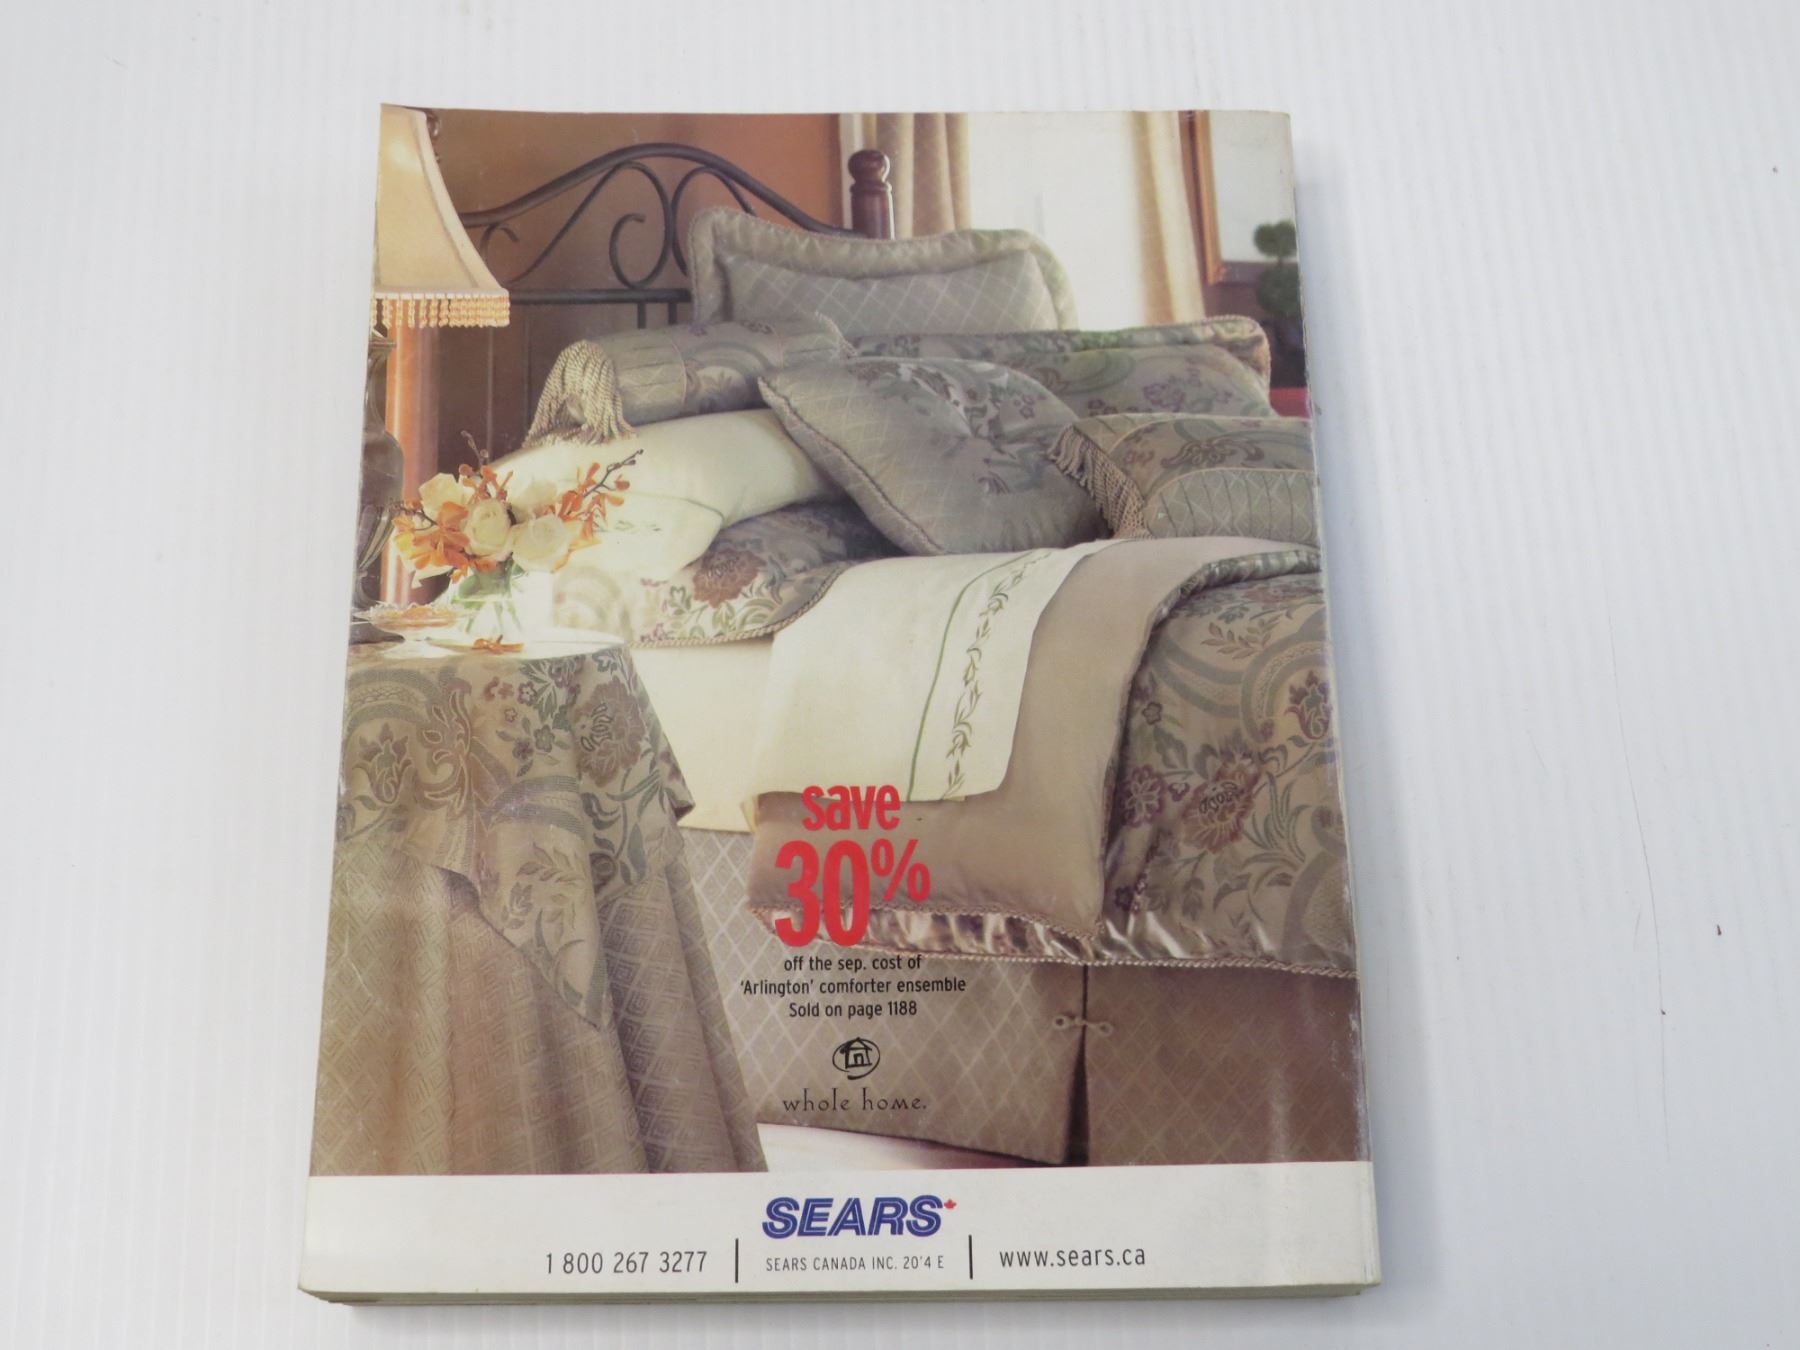 save
30%
off the sep. cost of
'Arlington' comforter ensemble
Sold on page 1188
whole home.
SEARS
1 800 267 3277 | SEARS CANADA INC. 20'4 E | www.sears.ca